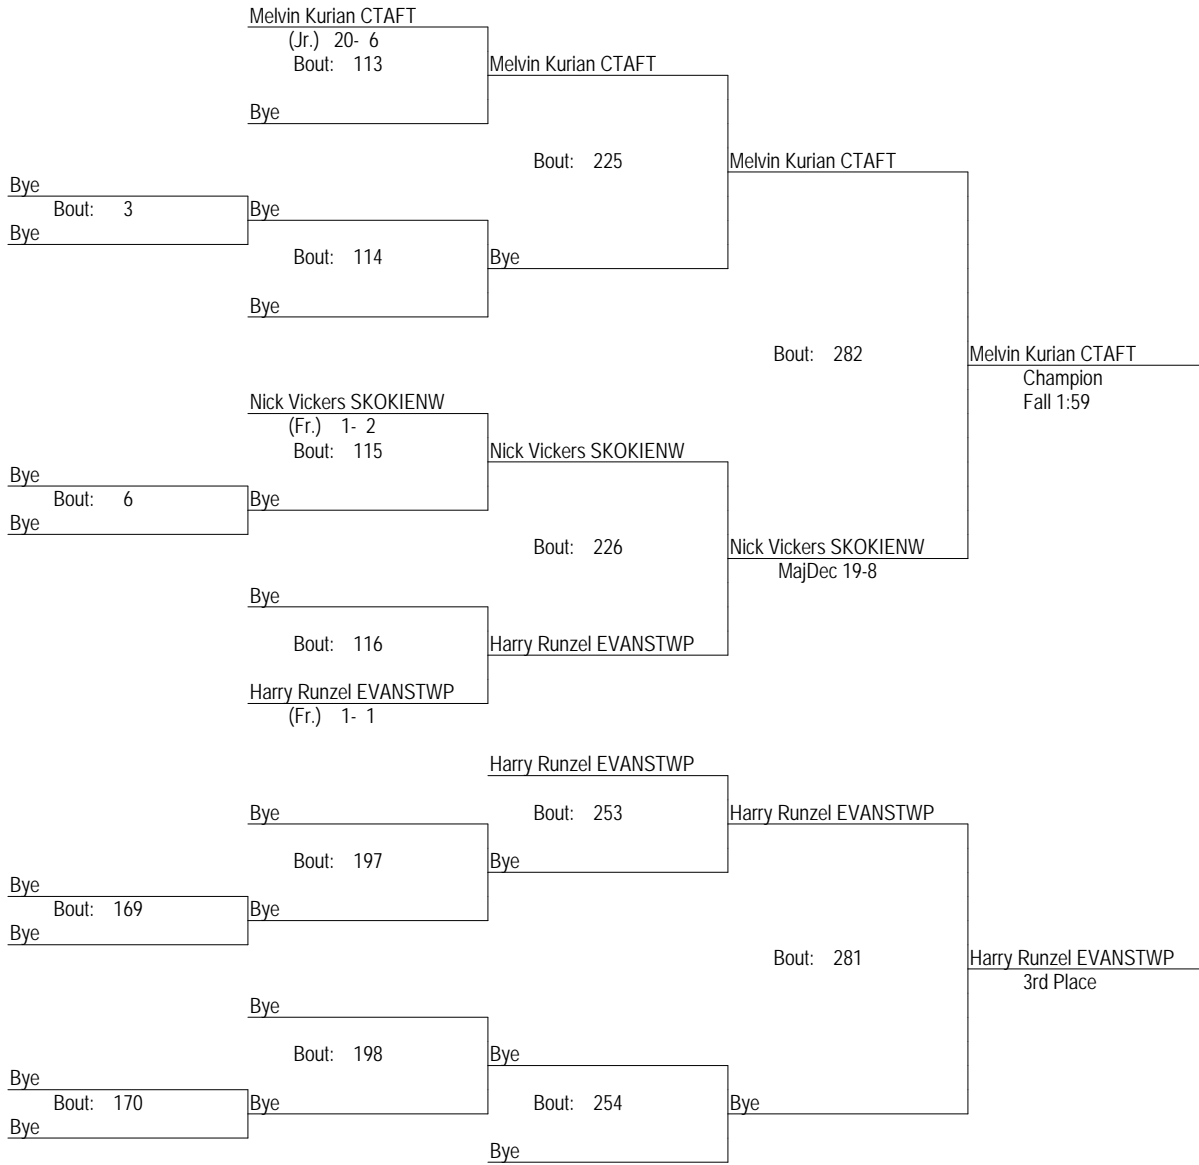 Melvin Kurian CTAFT
(Jr.) 20- 6
Bout: 113
Melvin Kurian CTAFT
Bye
Bout: 225
Melvin Kurian CTAFT
Bye
Bout: 3
Bye
Bye
Bout: 114
Bye
Bye
Bout: 282
Melvin Kurian CTAFT
Champion
Fall 1:59
Nick Vickers SKOKIENW
(Fr.) 1- 2
Bout: 115
Nick Vickers SKOKIENW
Bye
Bout: 6
Bye
Bye
Bout: 226
Nick Vickers SKOKIENW
MajDec 19-8
Bye
Bout: 116
Harry Runzel EVANSTWP
Harry Runzel EVANSTWP
(Fr.) 1- 1
Harry Runzel EVANSTWP
Bye
Bout: 253
Harry Runzel EVANSTWP
Bout: 197
Bye
Bye
Bout: 169
Bye
Bye
Bout: 281
Harry Runzel EVANSTWP
3rd Place
Bye
Bout: 198
Bye
Bye
Bout: 170
Bye
Bye
Bout: 254
Bye
Bye